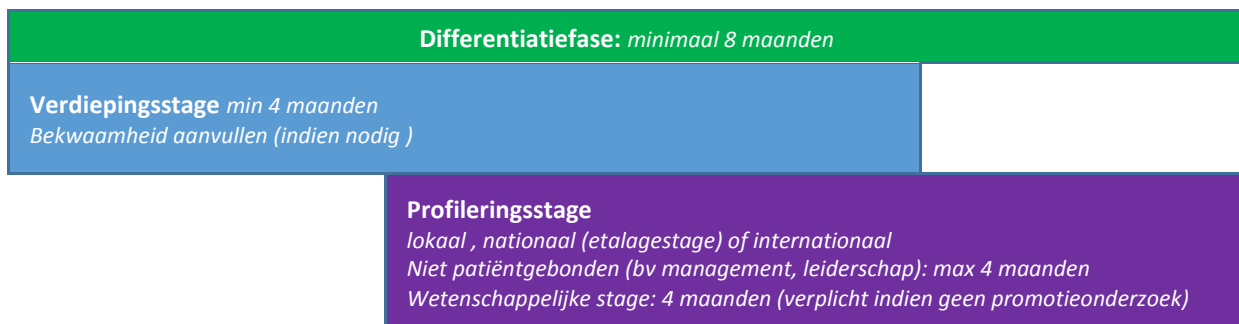 Differentiatiefase: minimaal 8 maanden
Verdiepingsstage min 4 maanden
Bekwaamheid aanvullen (indien nodig )
Profileringsstage
lokaal , nationaal (etalagestage) of internationaal
Niet patiëntgebonden (bv management, leiderschap): max 4 maanden
Wetenschappelijke stage: 4 maanden (verplicht indien geen promotieonderzoek)